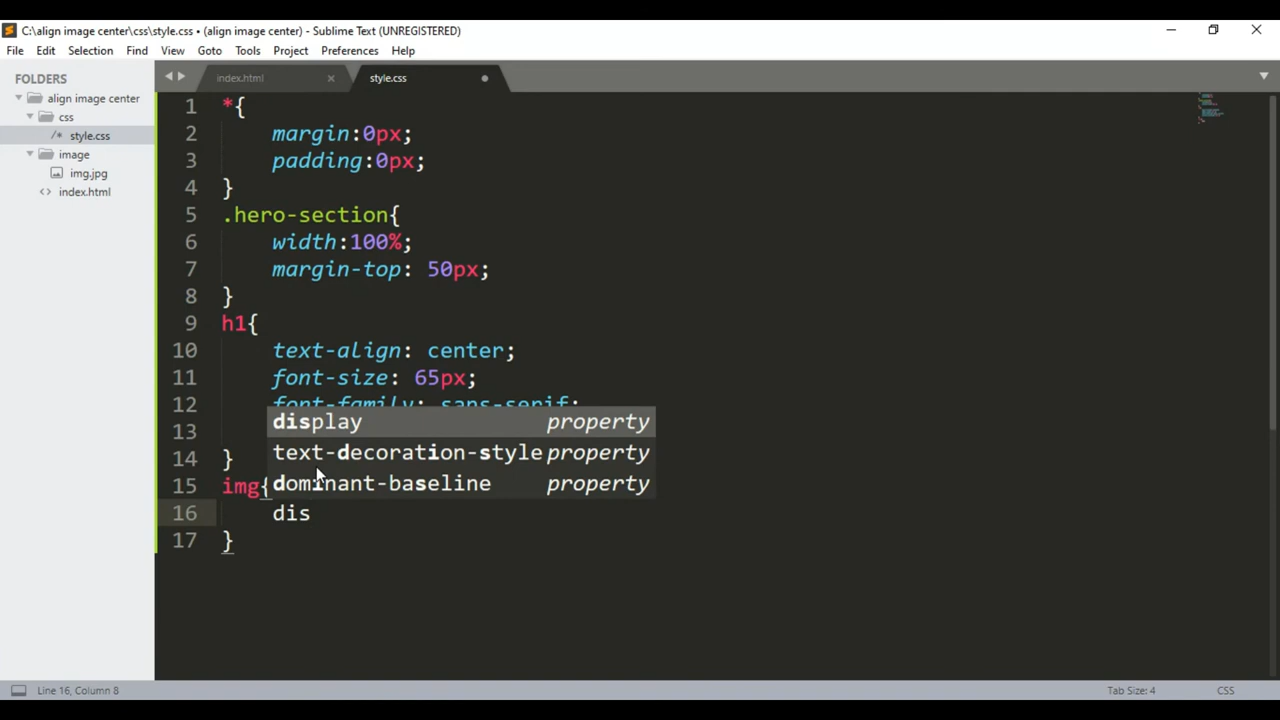 C:\align image center\css\style.css • (align image center) - Sublime Text (UNREGISTERED)
File Edit Selection Find View Goto Tools Project Preferences Help
FOLDERS
align image center
css
/* style.css
image
img.jpg
<> index.html
index.html × style.css
1 *{
2 margin:0px;
3 padding:0px;
4 }
5 .hero-section{
6 width:100%;
7 margin-top: 50px;
8 }
9 h1{
10 text-align: center;
11 font-size: 65px;
12 font-family: sans-serif;
13
14 }
15 img{
16 dis
17 }
display property
text-decoration-style property
dominant-baseline property
Line 16, Column 8 Tab Size: 4 CSS